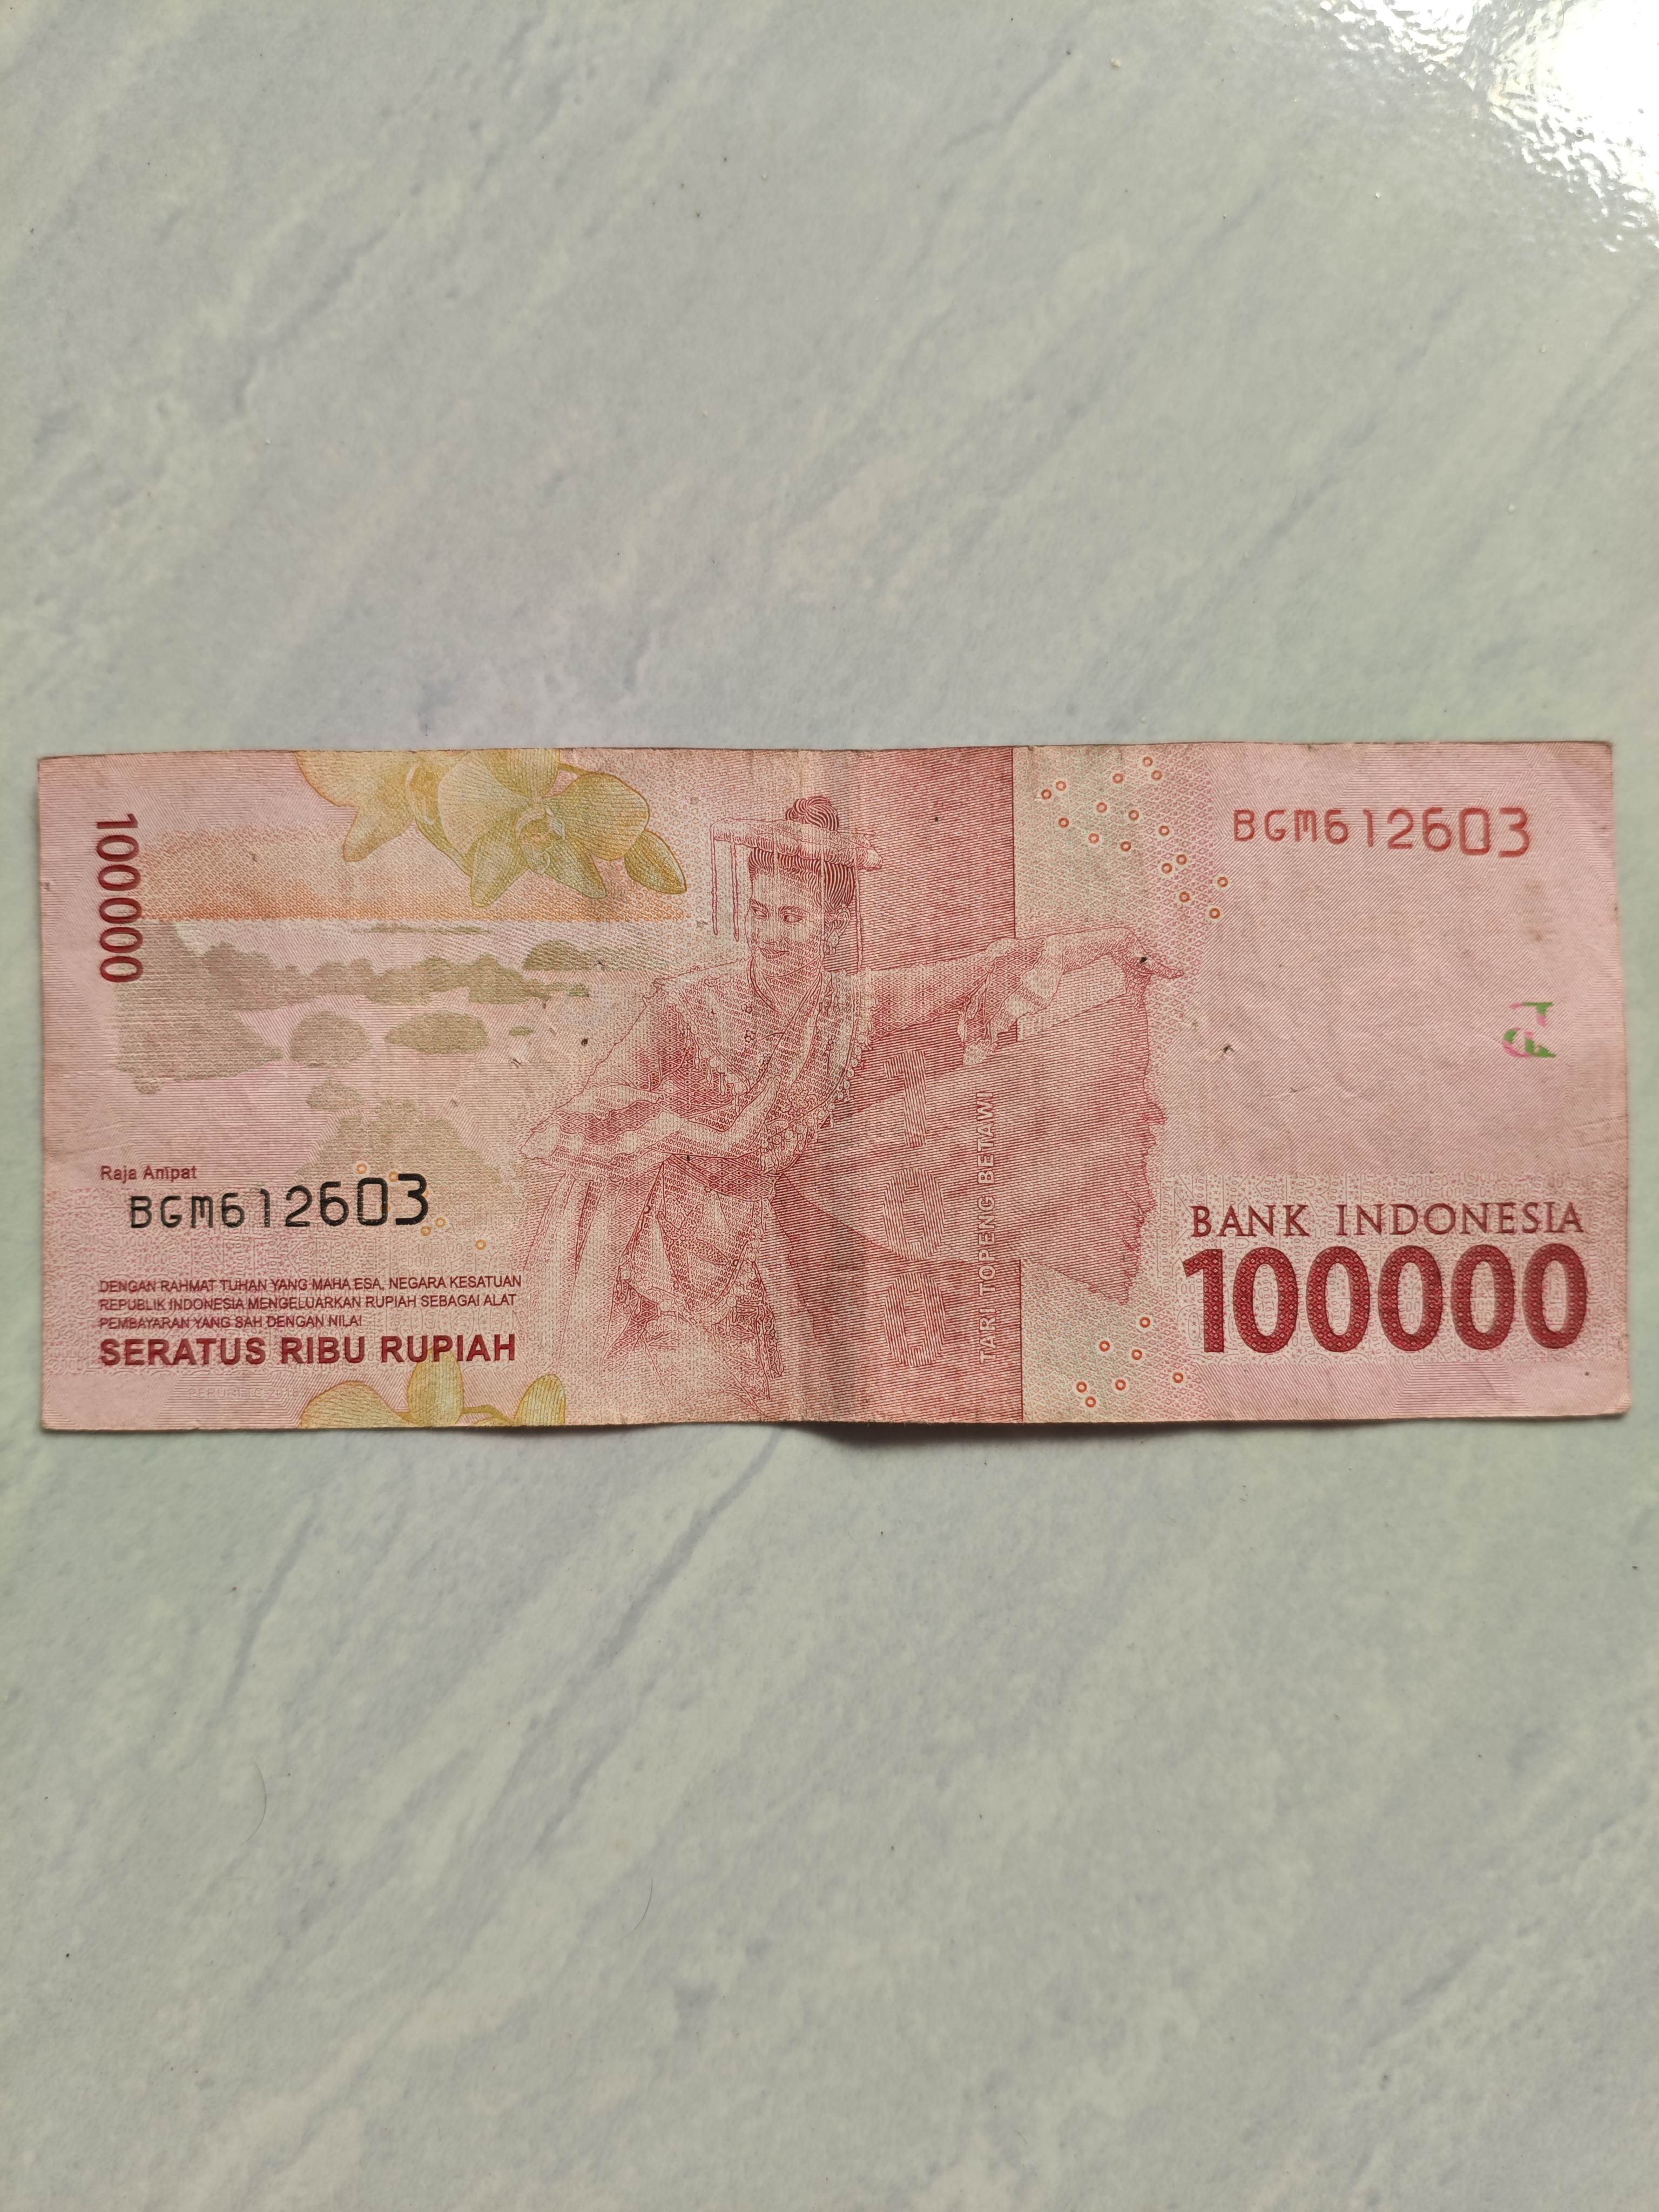 100000
BGM612603
Raja Ampat
BGM612603
DENGAN RAHMAT TUHAN YANG MAHA ESA, NEGARA KESATUAN
REPUBLIK INDONESIA MENGELUARKAN RUPIAH SEBAGAI ALAT
PEMBAYARAN YANG SAH DENGAN NILAI
SERATUS RIBU RUPIAH
TARI TOPENG BETAWI
BANK INDONESIA
100000